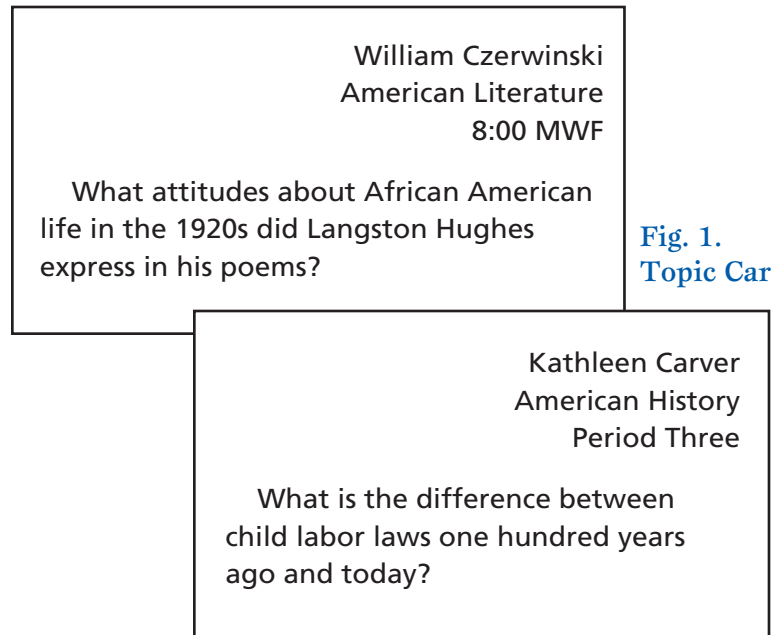 William Czerwinski
American Literature
8:00 MWF
What attitudes about African American
life in the 1920s did Langston Hughes
express in his poems?
Fig. 1.
Topic Car
Kathleen Carver
American History
Period Three
What is the difference between
child labor laws one hundred years
ago and today?